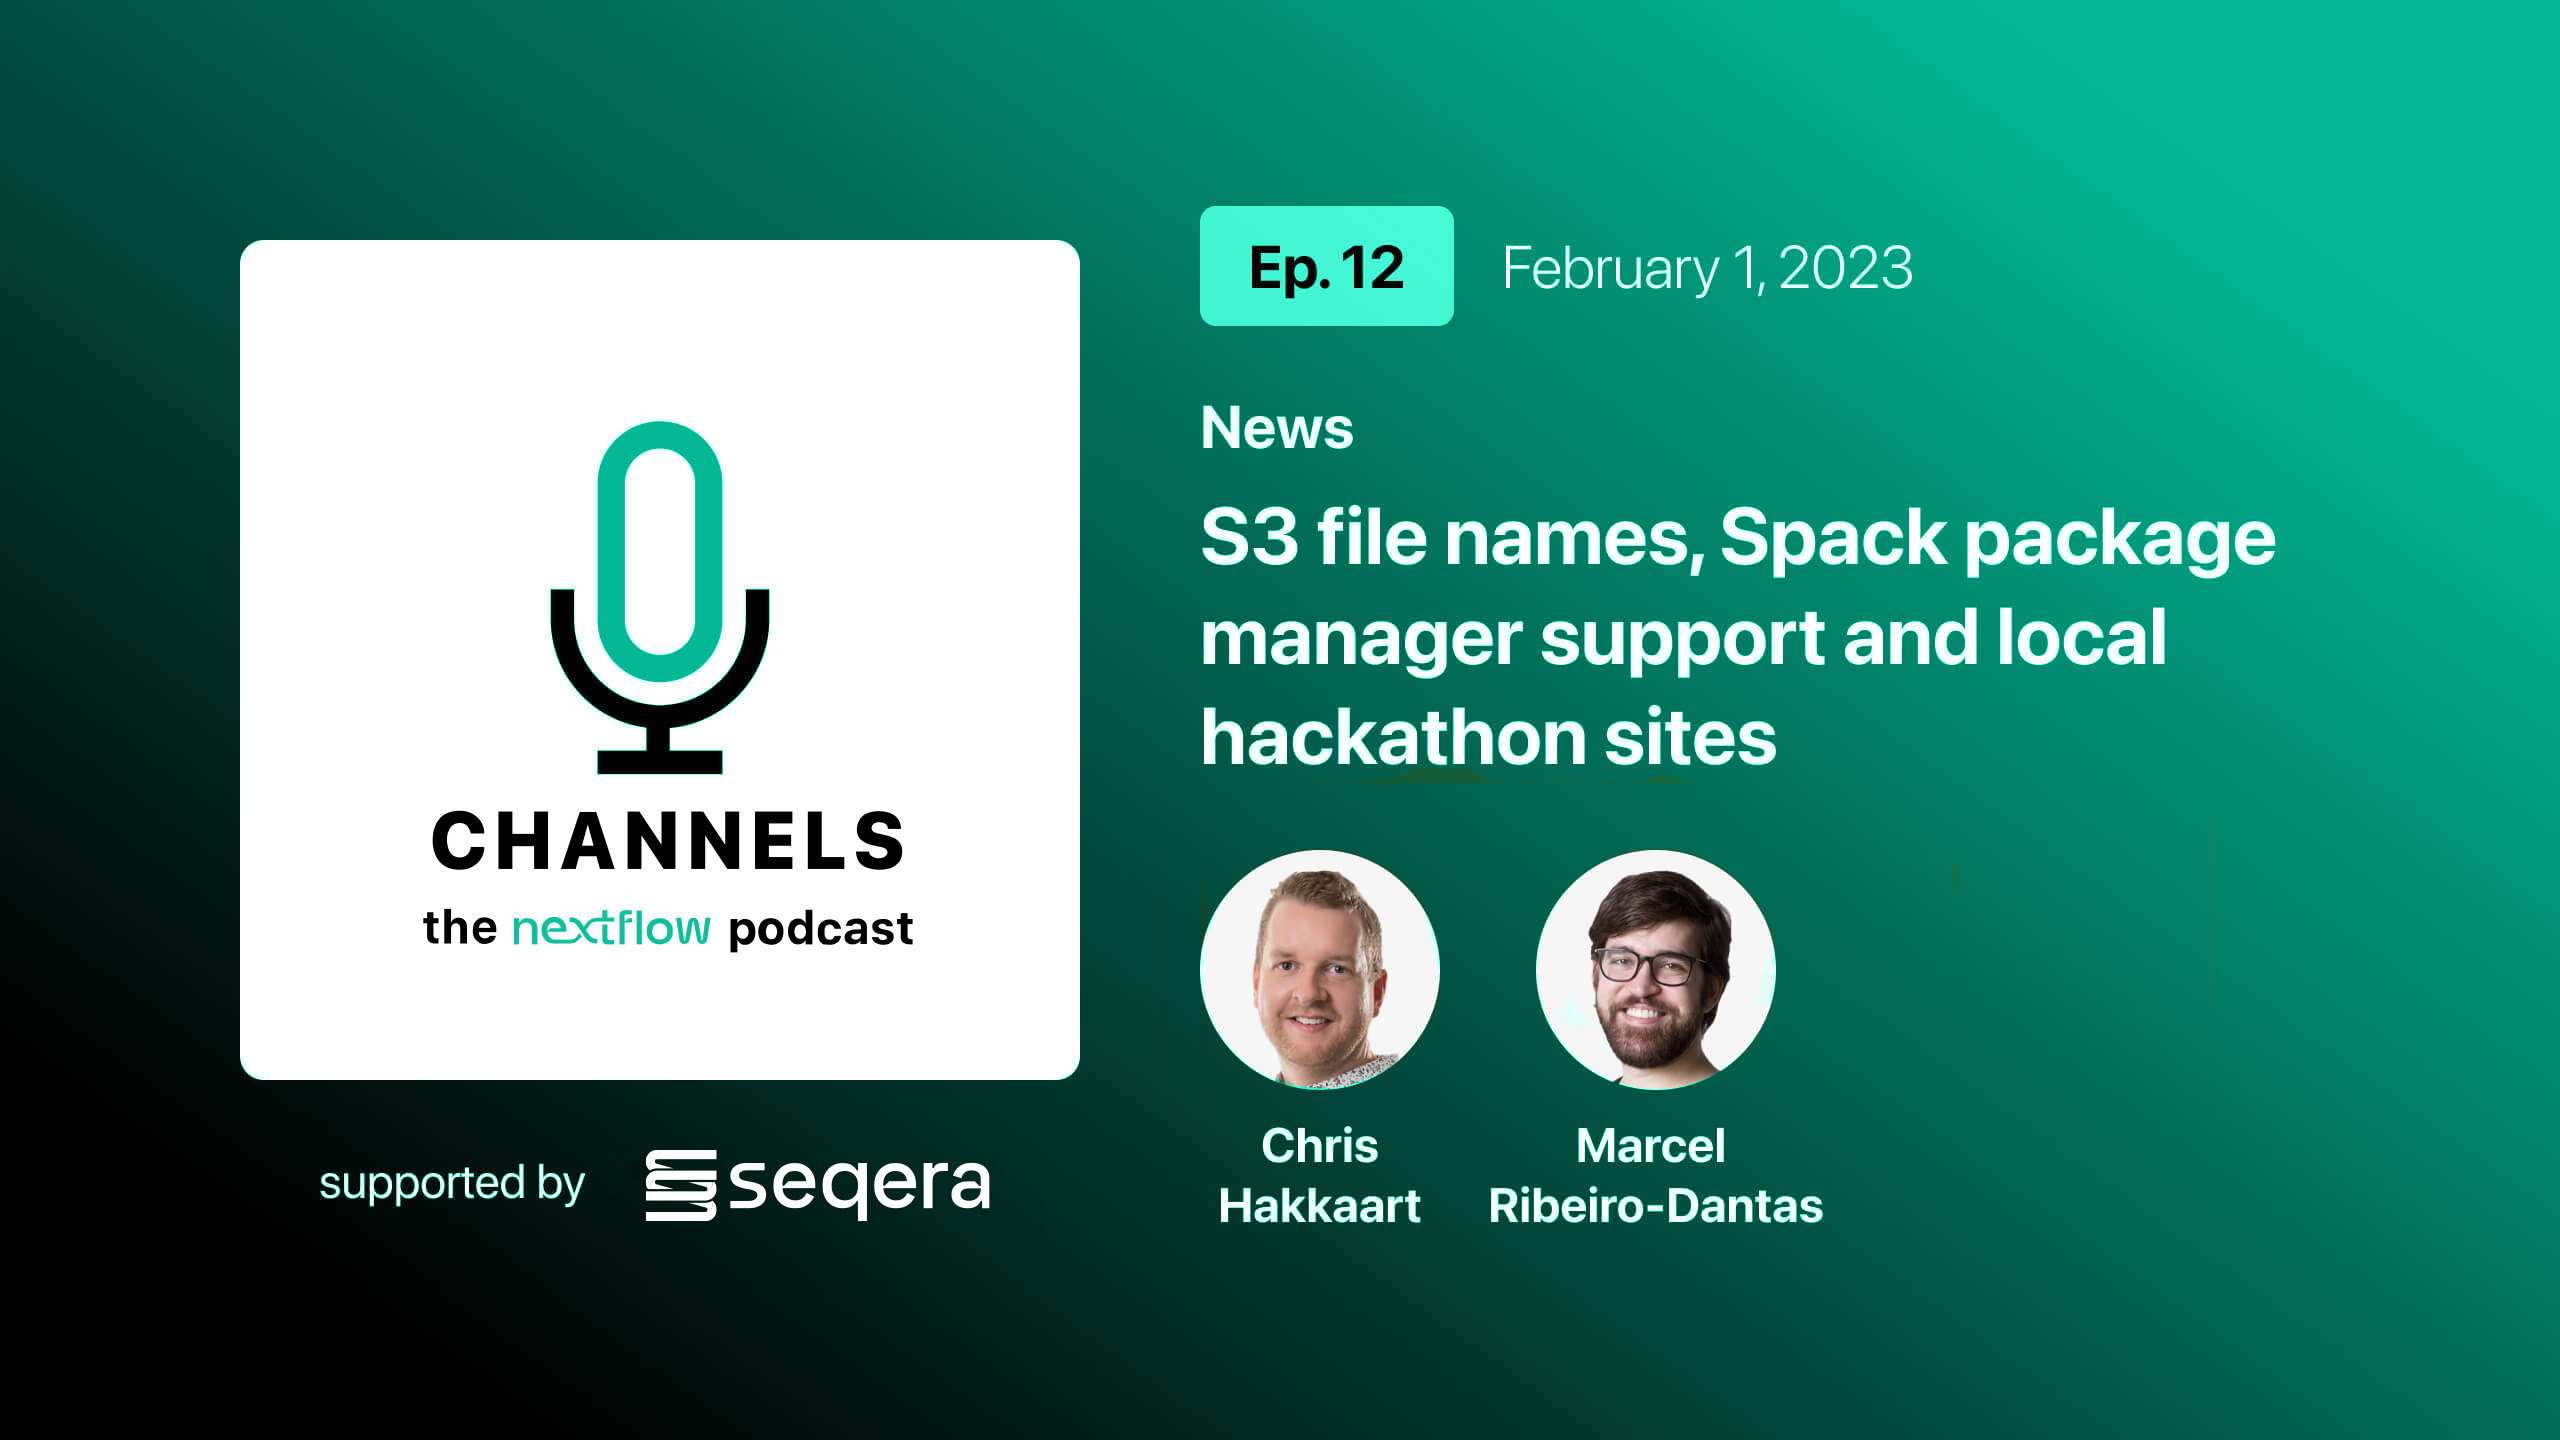 Ep. 12
February 1, 2023
News
S3 file names, Spack package
manager support and local
hackathon sites
CHANNELS
the nextflow podcast
supported by seqera
Chris
Hakkaart
Marcel
Ribeiro-Dantas